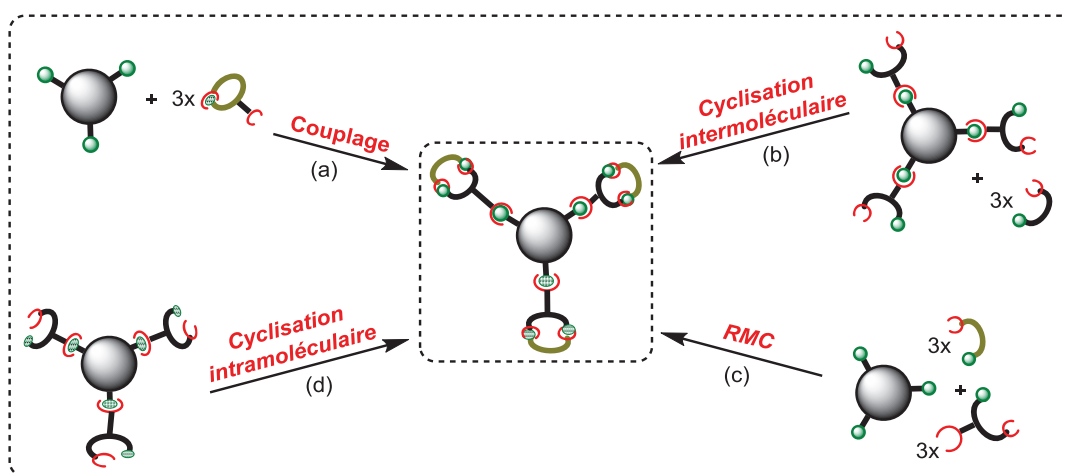 + 3x
Couplage
(a)
Cyclisation
intermoléculaire
(b)
+
3x
Cyclisation
intramoléculaire
(d)
RMC
(c)
3x
+
3x